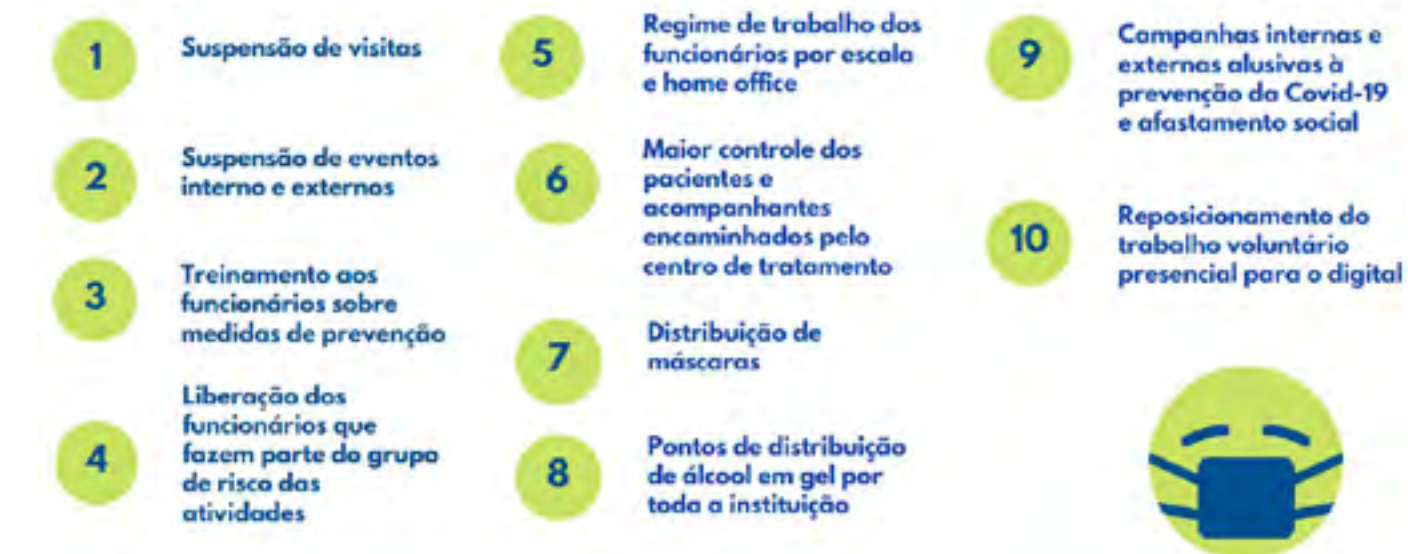 1
Suspensão de visitas
2
Suspensão de eventos
interno e externos
3
Treinamento aos
funcionários sobre
medidas de prevenção
4
Liberação dos
funcionários que
fazem parte do grupo
de risco das
atividades
5
Regime de trabalho dos
funcionários por escala
e home office
6
Maior controle dos
pacientes e
acompanhantes
encaminhados pelo
centro de tratamento
7
Distribuição de
máscaras
8
Pontos de distribuição
de álcool em gel por
toda a instituição
9
Campanhas internas e
externas alusivas à
prevenção da Covid-19
e afastamento social
10
Reposicionamento do
trabalho voluntário
presencial para o digital